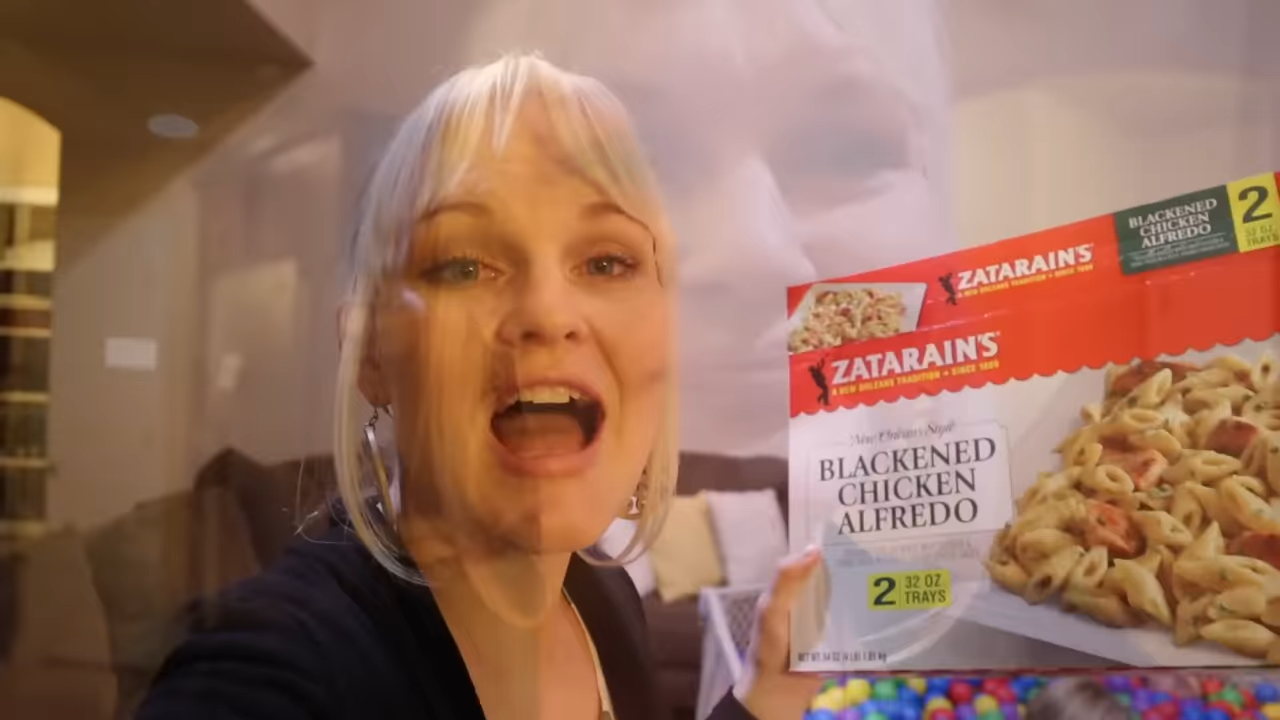 BLACKENED
CHICKEN
ALFREDO
2
32 OZ
TRAYS
ZATARAIN'S
A NEW ORLEANS TRADITION • SINCE 1889
ZATARAIN'S
A NEW ORLEANS TRADITION • SINCE 1889
New Orleans Style
BLACKENED
CHICKEN
ALFREDO
2 32 OZ
TRAYS